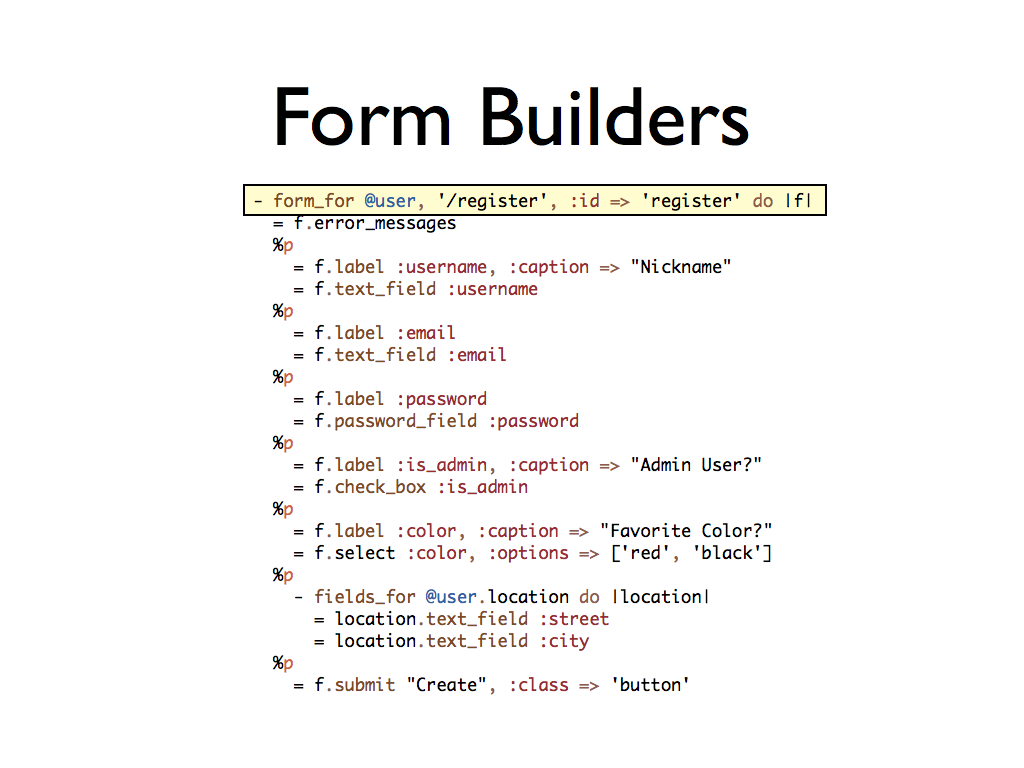 Form Builders
- form_for @user, '/register', :id => 'register' do |f|
= f.error_messages
%p
= f.label :username, :caption => "Nickname"
= f.text_field :username
%p
= f.label :email
= f.text_field :email
%p
= f.label :password
= f.password_field :password
%p
= f.label :is_admin, :caption => "Admin User?"
= f.check_box :is_admin
%p
= f.label :color, :caption => "Favorite Color?"
= f.select :color, :options => ['red', 'black']
%p
- fields_for @user.location do |location|
= location.text_field :street
= location.text_field :city
%p
= f.submit "Create", :class => 'button'